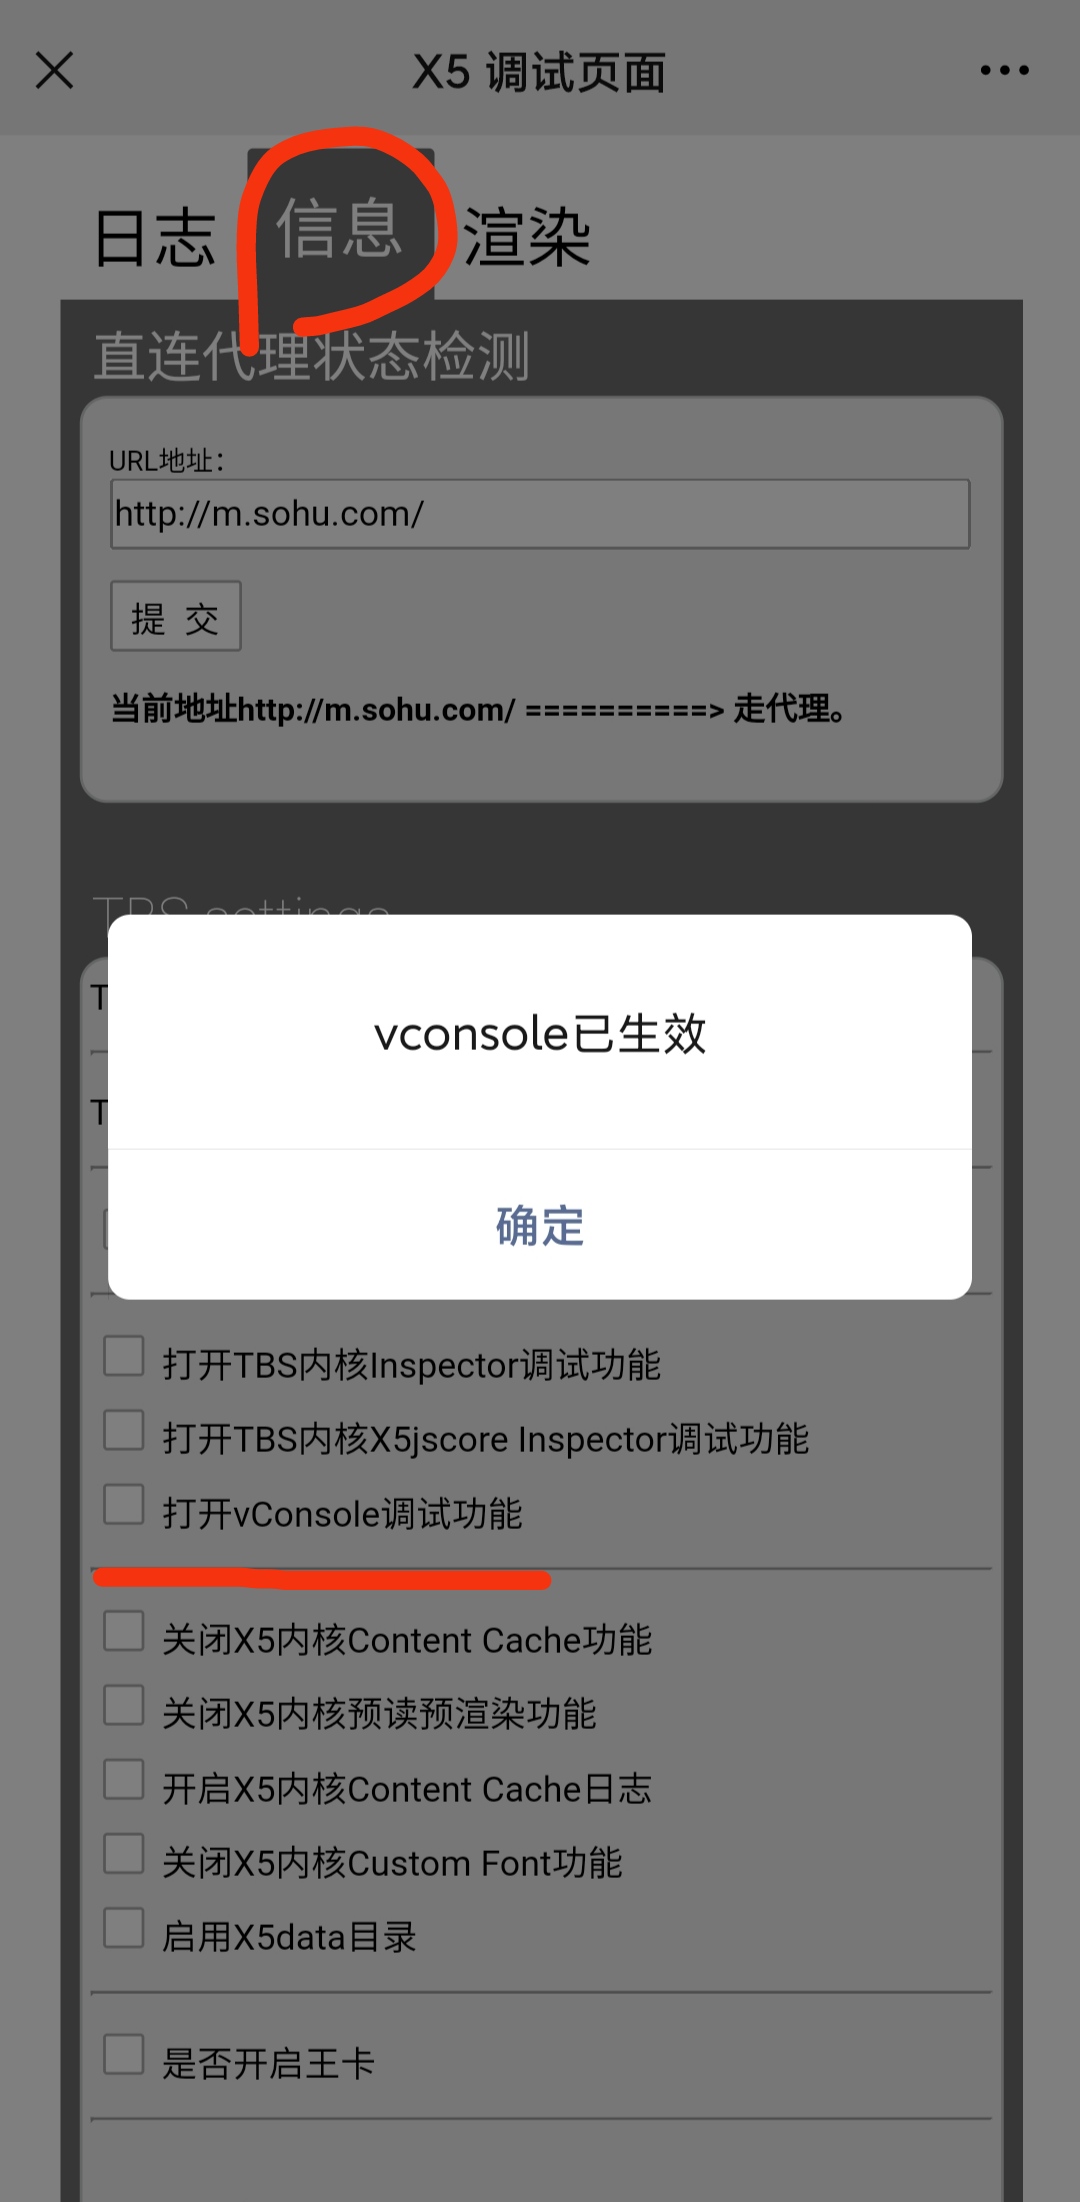 X5 调试页面
日志 信息 渲染
直连代理状态检测
URL地址：
http://m.sohu.com/
提 交
当前地址http://m.sohu.com/ ==========> 走代理。
TBS settings
T
vconsole已生效
T
确定
打开TBS内核Inspector调试功能
打开TBS内核X5jscore Inspector调试功能
打开vConsole调试功能
关闭X5内核Content Cache功能
关闭X5内核预读预渲染功能
开启X5内核Content Cache日志
关闭X5内核Custom Font功能
启用X5data目录
是否开启王卡